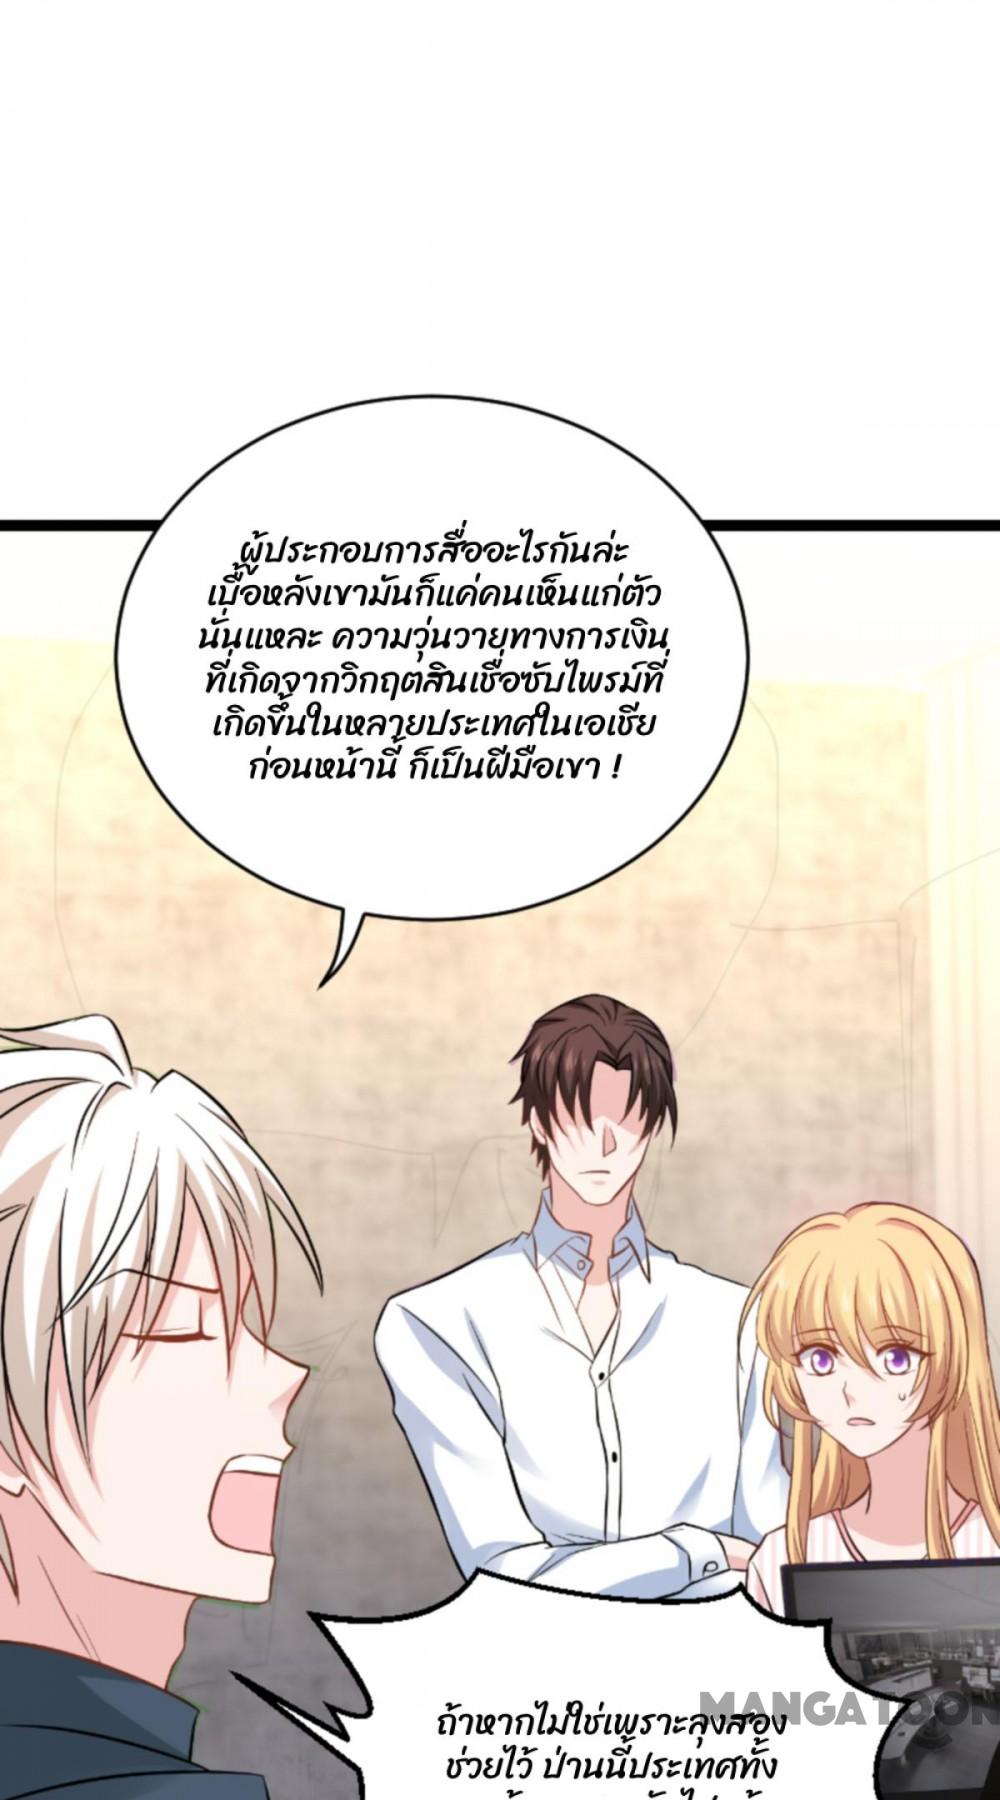 ผู้ประกอบการสื่ออะไรกันล่ะ
เบื้อหลังเขามันก็แค่คนเห็นแก่ตัว
นั่นแหละ ความวุ่นวายทางการเงิน
ที่เกิดจากวิกฤตสินเชื่อซับไพรม์ที่
เกิดขึ้นในหลายประเทศในเอเชีย
ก่อนหน้านี้ ก็เป็นฝีมือเขา !
MANGATOON
ถ้าหากไม่ใช่เพราะลุงสอง
ช่วยไว้ ป่านนี้ประเทศทั้ง